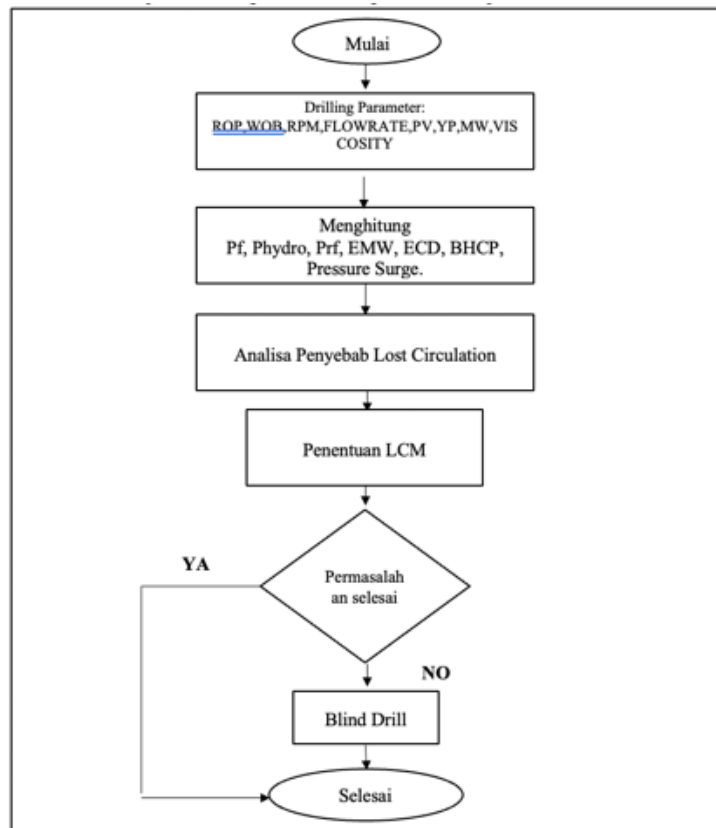 Mulai
Drilling Parameter:
ROP,WOB,RPM,FLOWRATE,PV,YP,MW,VIS
COSITY
Menghitung
Pf, Phydro, Prf, EMW, ECD, BHCP,
Pressure Surge.
Analisa Penyebab Lost Circulation
Penentuan LCM
YA
Permasalah
an selesai
NO
Blind Drill
Selesai